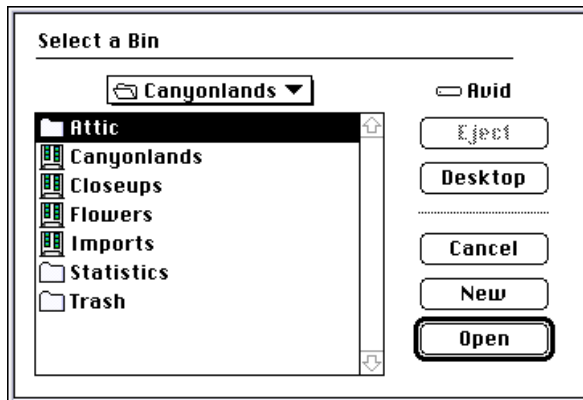 Select a Bin
Canyonlands
Avid
Attic
Canyonlands
Closeups
Flowers
Imports
Statistics
Trash
Eject
Desktop
Cancel
New
Open